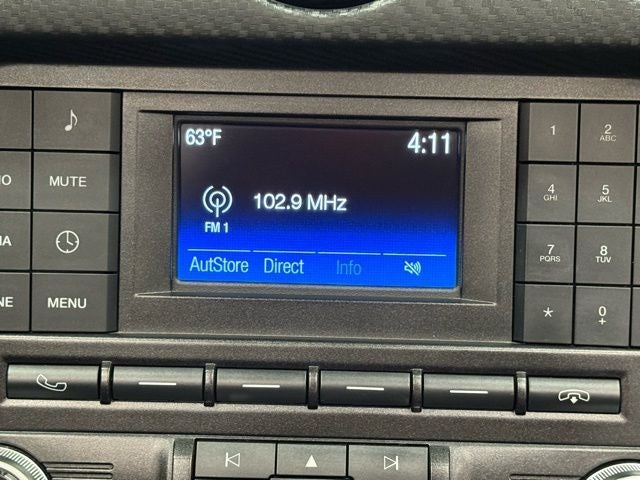 63°F
4:11
102.9 MHz
FM 1
AutStore Direct Info
MUTE
MENU
1
2
ABC
4
GHI
5
JKL
7
PQRS
8
TUV
*
0
+